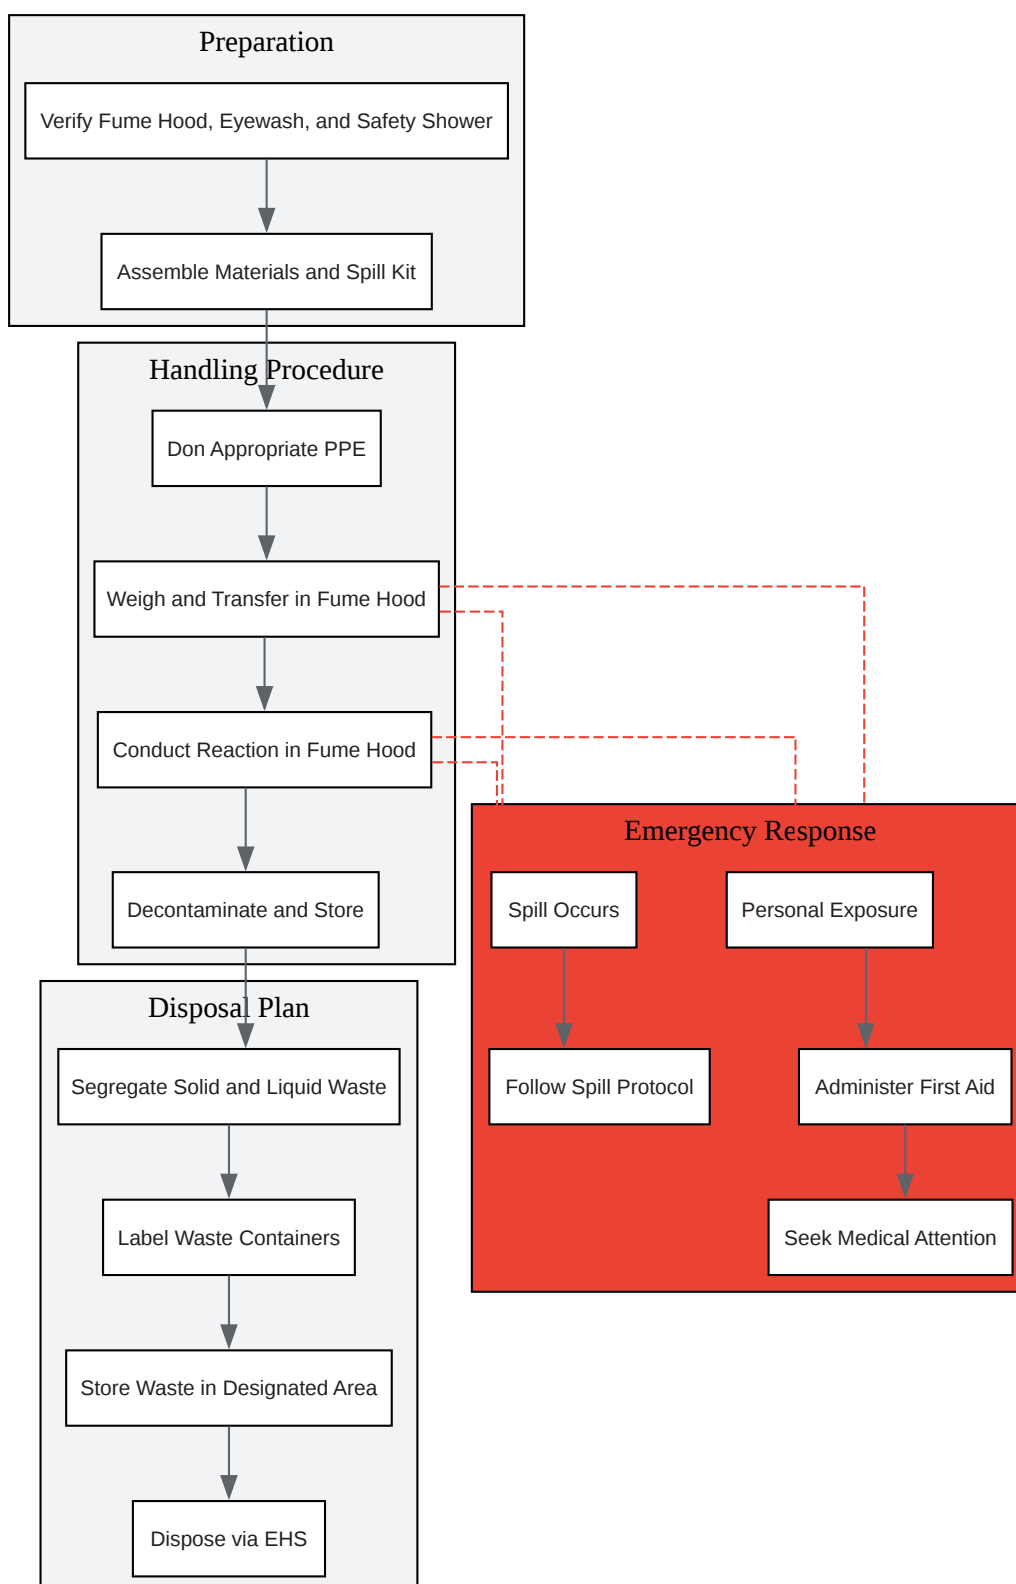 Preparation
Verify Fume Hood, Eyewash, and Safety Shower
Assemble Materials and Spill Kit
Handling Procedure
Don Appropriate PPE
Weigh and Transfer in Fume Hood
Conduct Reaction in Fume Hood
Decontaminate and Store
Emergency Response
Spill Occurs
Personal Exposure
Follow Spill Protocol
Administer First Aid
Seek Medical Attention
Disposal Plan
Segregate Solid and Liquid Waste
Label Waste Containers
Store Waste in Designated Area
Dispose via EHS